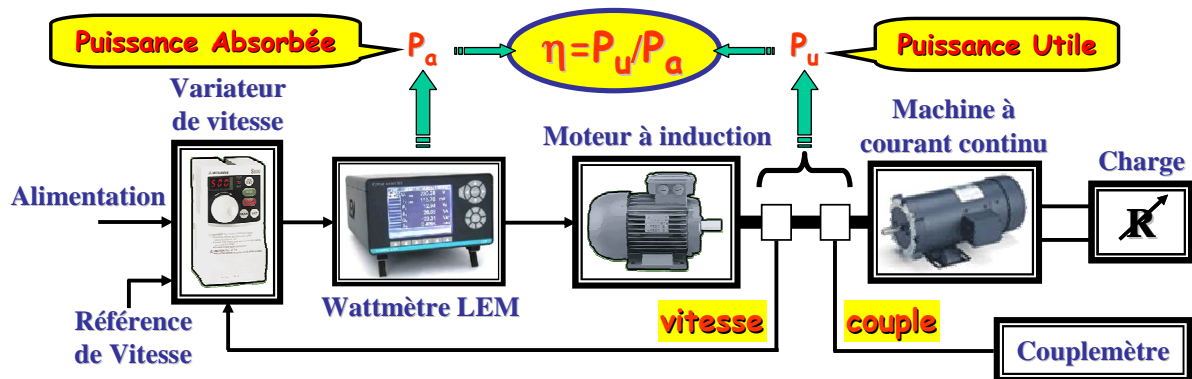 Puissance Absorbée
Pa
η=Pu/Pa
Pu
Puissance Utile
Variateur
de vitesse
Moteur à induction
Machine à
courant continu
Charge
Alimentation
R
Wattmètre LEM
Référence
de Vitesse
vitesse
couple
Couplemètre